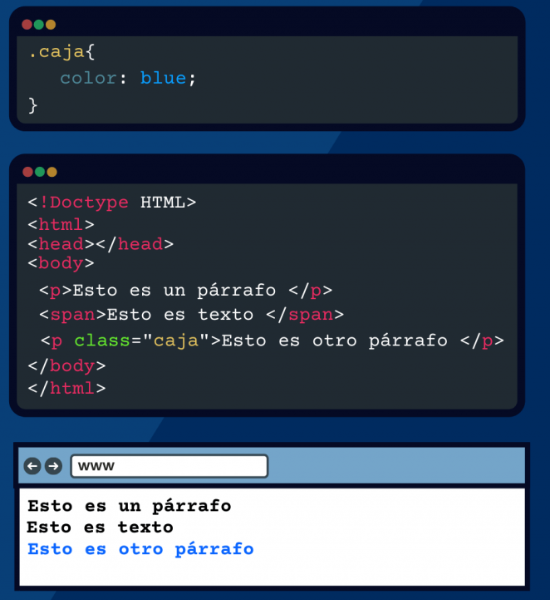 .caja{
color: blue;
}
<!Doctype HTML>
<html>
<head></head>
<body>
<p>Esto es un párrafo </p>
<span>Esto es texto </span>
<p class="caja">Esto es otro párrafo </p>
</body>
</html>
www
Esto es un párrafo
Esto es texto
Esto es otro párrafo